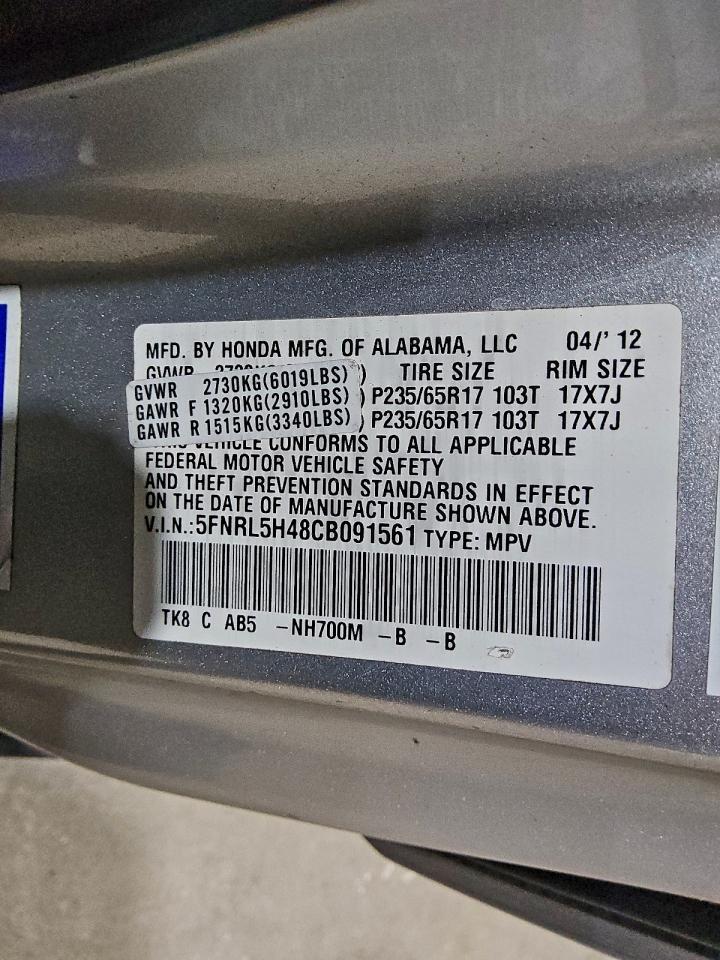 MFD. BY HONDA MFG. OF ALABAMA, LLC 04/' 12
GVWR TIRE SIZE RIM SIZE
GVWR 2730KG(6019LBS)
GAWR F 1320KG(2910LBS) ) P235/65R17 103T 17X7J
GAWR R 1515KG(3340LBS) ) P235/65R17 103T 17X7J
THIS VEHICLE CONFORMS TO ALL APPLICABLE
FEDERAL MOTOR VEHICLE SAFETY
AND THEFT PREVENTION STANDARDS IN EFFECT
ON THE DATE OF MANUFACTURE SHOWN ABOVE.
V.I.N.:5FNRL5H48CB091561 TYPE: MPV
TK8 C AB5 -NH700M -B -B